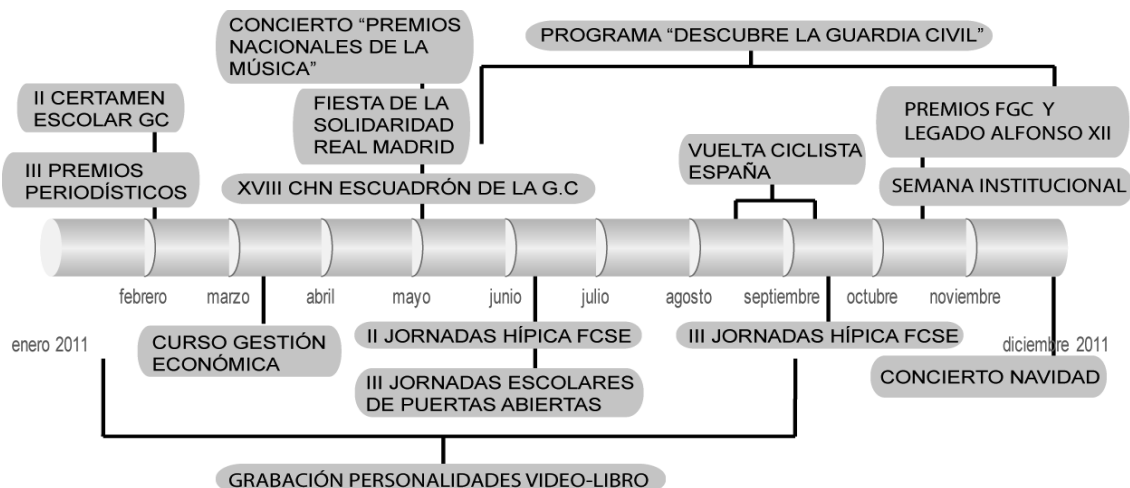 CONCIERTO “PREMIOS
NACIONALES DE LA
MÚSICA”
PROGRAMA “DESCUBRE LA GUARDIA CIVIL”
II CERTAMEN
ESCOLAR GC
FIESTA DE LA
SOLIDARIDAD
REAL MADRID
PREMIOS FGC Y
LEGADO ALFONSO XII
VUELTA CICLISTA
ESPAÑA
III PREMIOS
PERIODÍSTICOS
XVIII CHN ESCUADRÓN DE LA G.C
SEMANA INSTITUCIONAL
febrero
marzo
abril
mayo
junio
julio
agosto
septiembre
octubre
noviembre
enero 2011
diciembre 2011
CURSO GESTIÓN
ECONÓMICA
II JORNADAS HÍPICA FCSE
III JORNADAS HÍPICA FCSE
III JORNADAS ESCOLARES
DE PUERTAS ABIERTAS
CONCIERTO NAVIDAD
GRABACIÓN PERSONALIDADES VIDEO-LIBRO